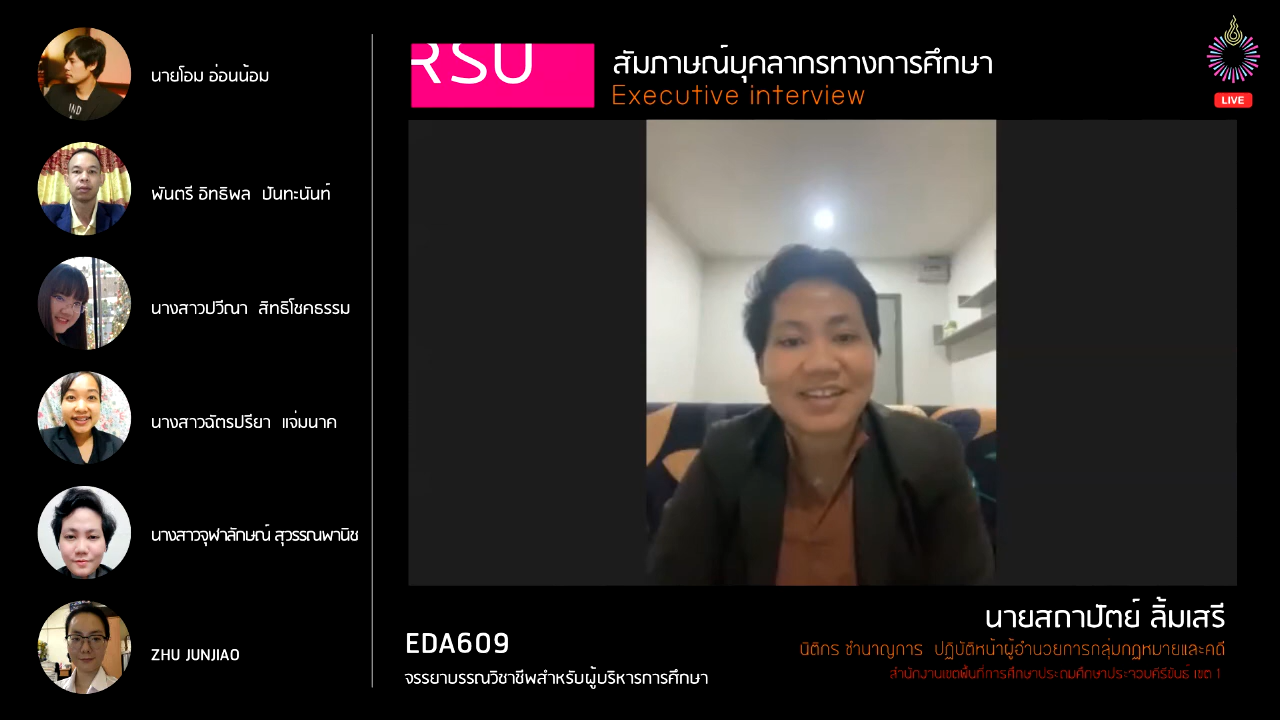 นายโอม อ่อนน้อม
พันตรี อิทธิพล ปันทะนันท์
นางสาวปวีณา สิทธิโชคธรรม
นางสาวฉัตรปรียา แจ่มนาค
นางสาวจุฬาลักษณ์ สุวรรณพานิช
ZHU JUNJIAO
RSU
สัมภาษณ์บุคลากรทางการศึกษา
Executive interview
LIVE
IND
EDA609
จรรยาบรรณวิชาชีพสำหรับผู้บริหารการศึกษา
นายสถาปัตย์ ลิ้มเสรี
นิติกร ชำนาญการ ปฏิบัติหน้าผู้อำนวยการกลุ่มกฎหมายและคดี
สำนักงานเขตพื้นที่การศึกษาประถมศึกษาประจวบคีรีขันธ์ เขต 1